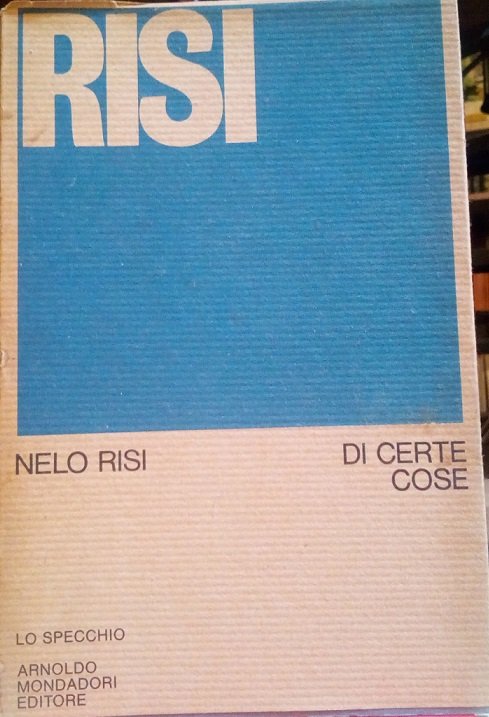 RISI
NELO RISI
DI CERTE
COSE
LO SPECCHIO
ARNOLDO
MONDADORI
EDITORE